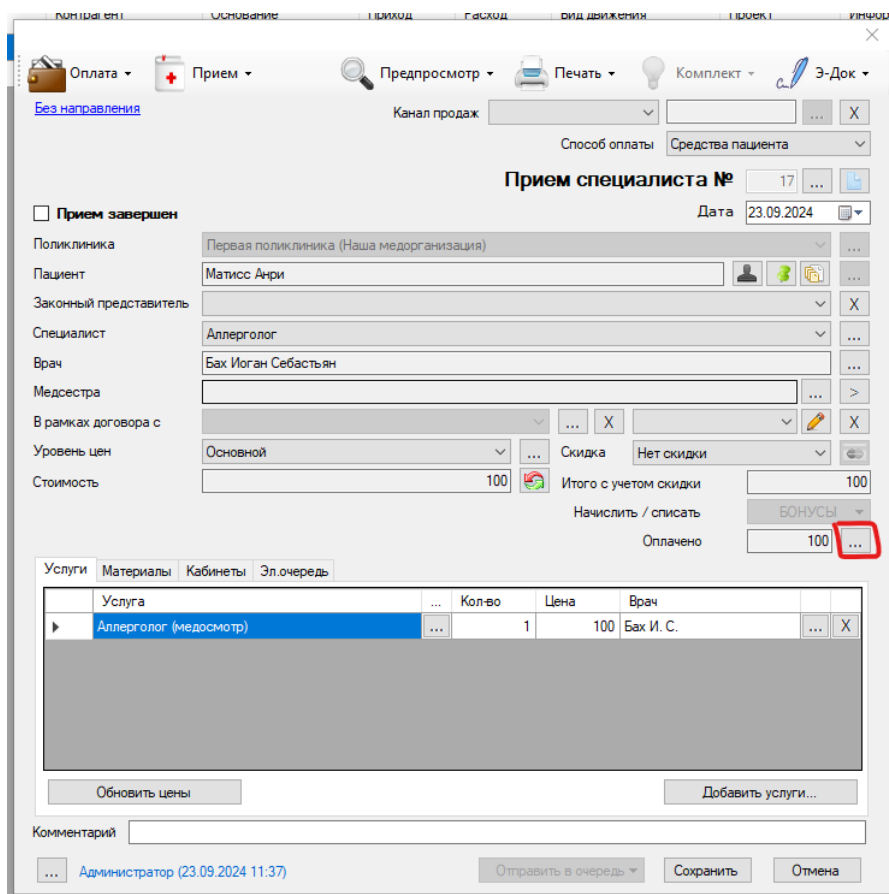 Контрагент Основание Приход Расход Вид движения Проект
Оплата Прием Предпросмотр Печать Комплект Э-Док
Без направления
Канал продаж ... X
Способ оплаты Средства пациента
Прием специалиста № 17 ...
Прием завершен
Дата 23.09.2024
Поликлиника Первая поликлиника (Наша медорганизация) ...
Пациент Матисс Анри ...
Законный представитель X
Специалист Аллерголог ...
Врач Бах Иоган Себастьян ...
Медсестра ... >
В рамках договора с ... X X
Уровень цен Основной ... Скидка Нет скидки
Стоимость 100 Итого с учетом скидки 100
Начислить / списать БОНУСЫ
Оплачено 100 ...
Услуги Материалы Кабинеты Эл.очередь
Услуга ... Кол-во Цена Врач
Аллерголог (медосмотр) ... 1 100 Бах И. С. ... X
Обновить цены Добавить услуги...
Комментарий
... Администратор (23.09.2024 11:37) Отправить в очередь Сохранить Отмена